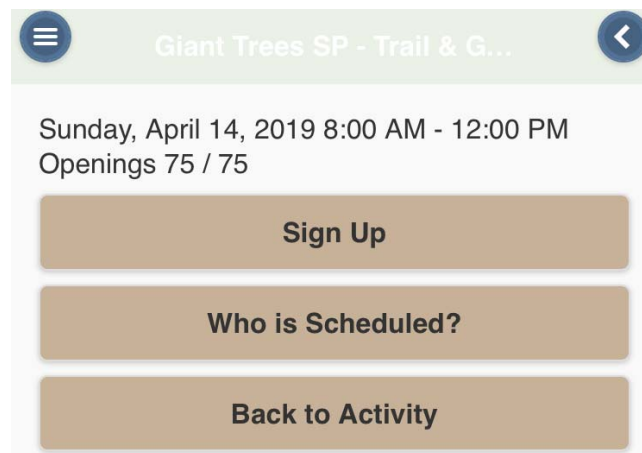 Giant Trees SP - Trail & G...
Sunday, April 14, 2019 8:00 AM - 12:00 PM
Openings 75 / 75
Sign Up
Who is Scheduled?
Back to Activity